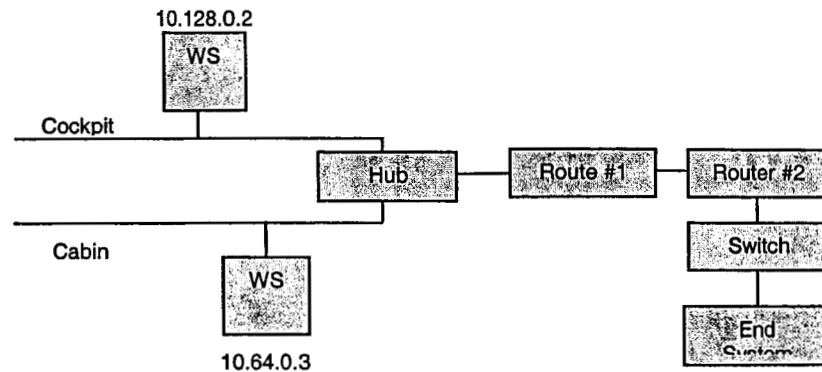 10.128.0.2
WS
Cockpit
Hub
Route #1
Router #2
Switch
Cabin
WS
End
System
10.64.0.3